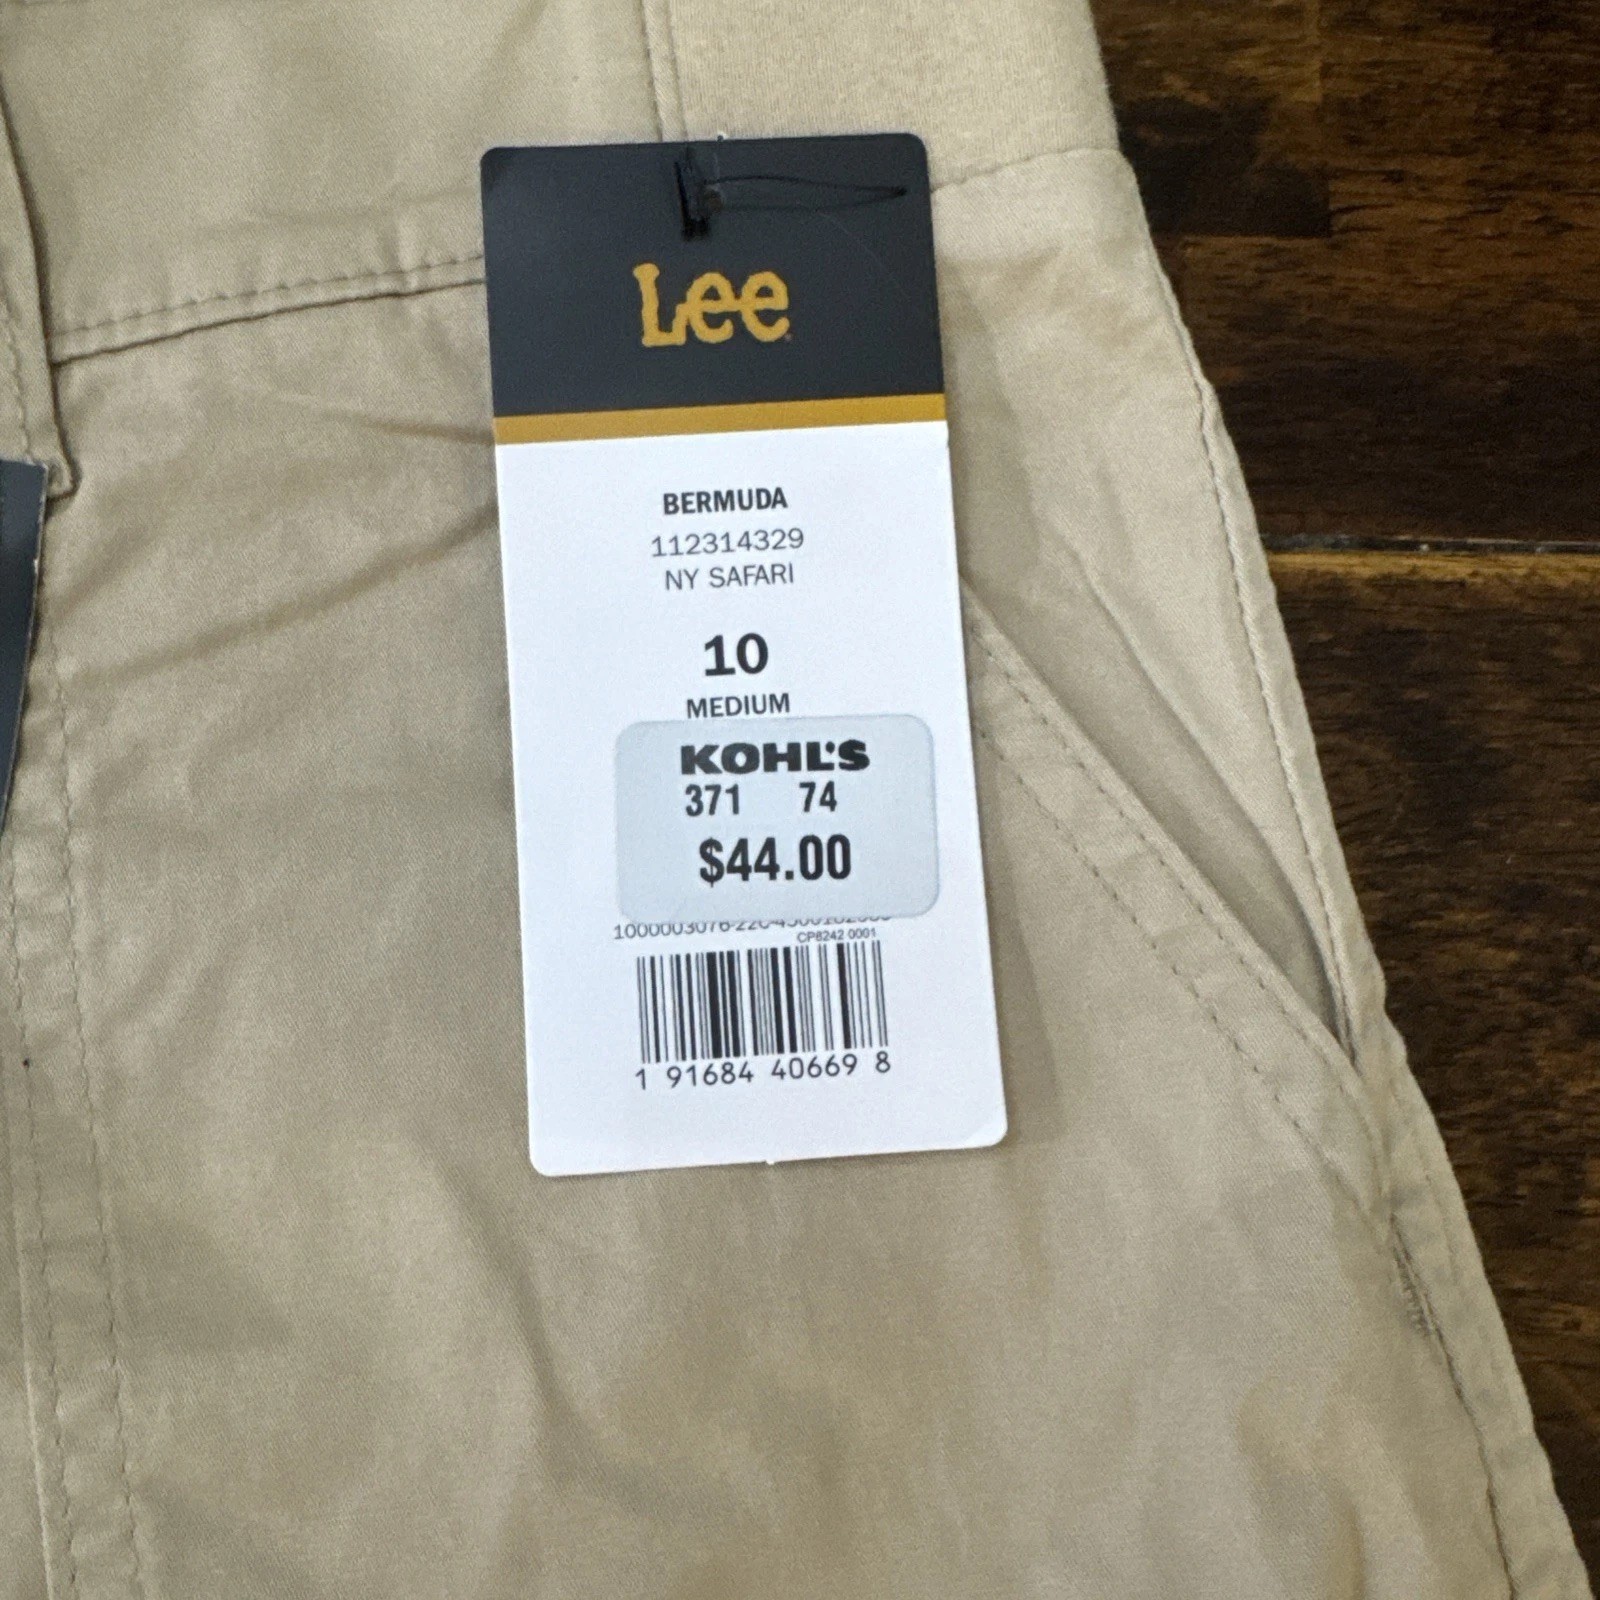 Lee
BERMUDA
112314329
NY SAFARI
10
MEDIUM
KOHL'S
371 74
$44.00
CP8242 0001
1 91684 40669 8